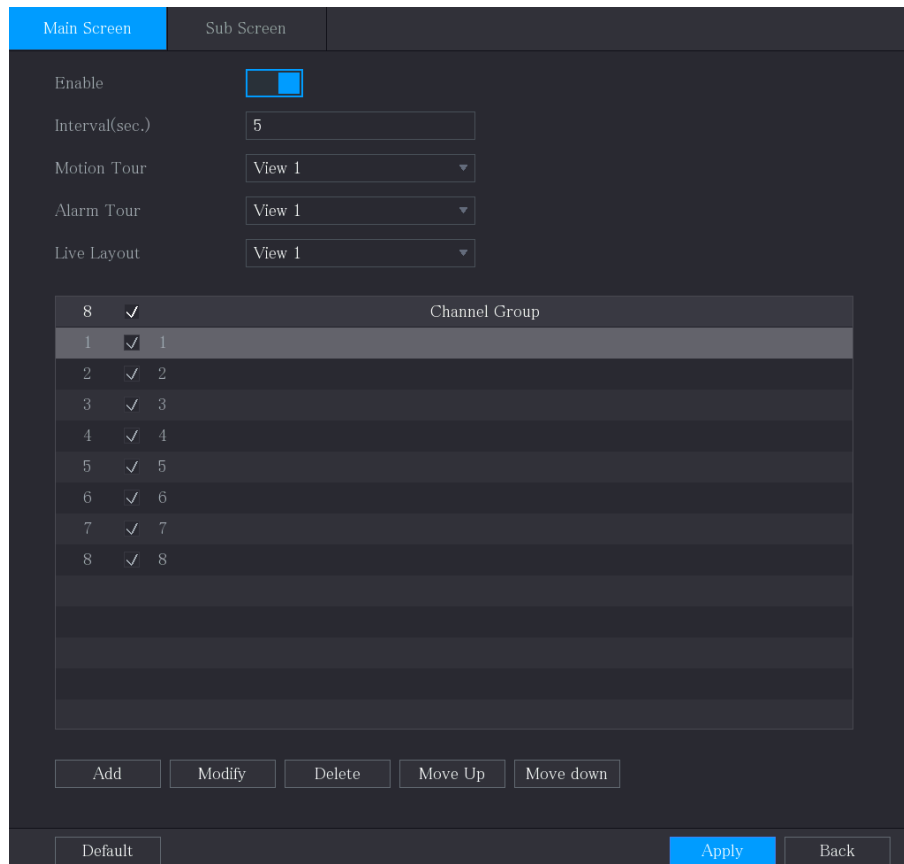 Main Screen Sub Screen
Enable
Interval(sec.) 5
Motion Tour View 1
Alarm Tour View 1
Live Layout View 1
8 Channel Group
1 1
2 2
3 3
4 4
5 5
6 6
7 7
8 8
Add Modify Delete Move Up Move down
Default Apply Back